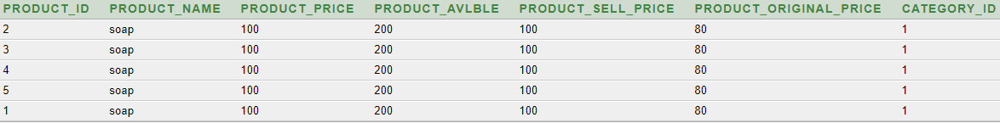 PRODUCT_ID PRODUCT_NAME PRODUCT_PRICE PRODUCT_AVLBLE PRODUCT_SELL_PRICE PRODUCT_ORIGINAL_PRICE CATEGORY_ID
2 soap 100 200 100 80 1
3 soap 100 200 100 80 1
4 soap 100 200 100 80 1
5 soap 100 200 100 80 1
1 soap 100 200 100 80 1